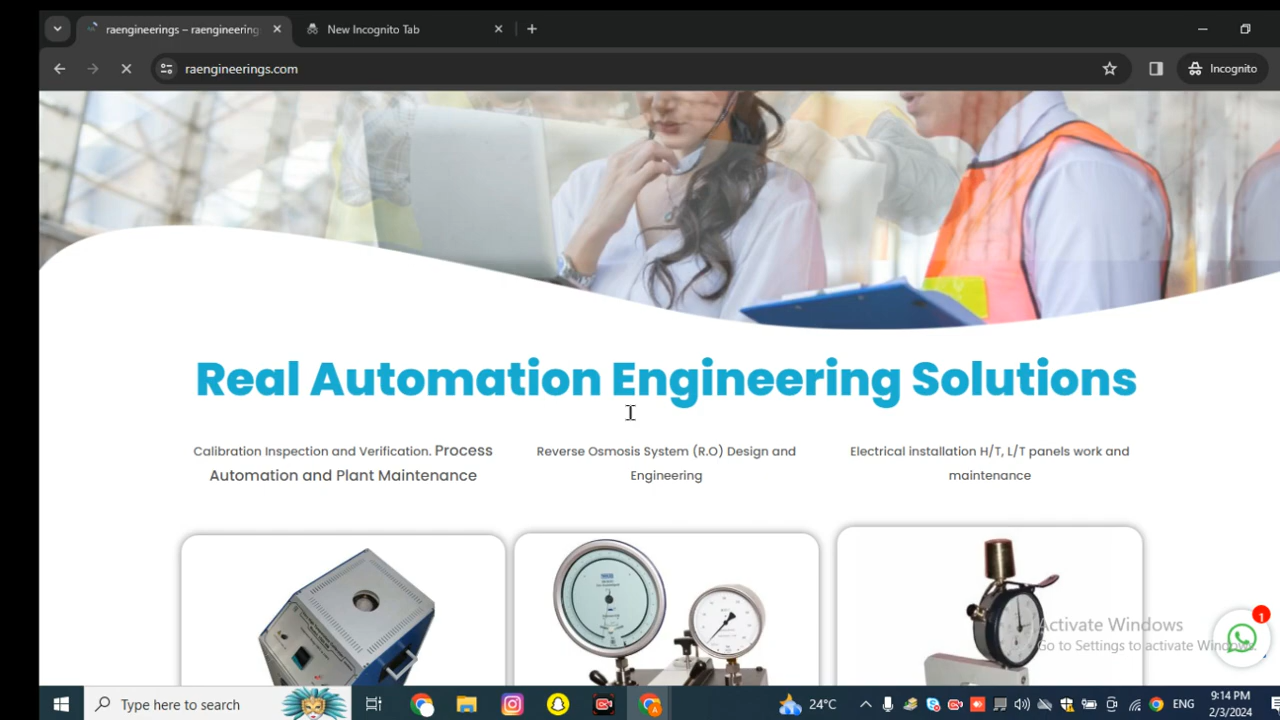 raengineerings – raengineering
New Incognito Tab
raengineerings.com
Incognito
Real Automation Engineering Solutions
Calibration Inspection and Verification. Process
Automation and Plant Maintenance
Reverse Osmosis System (R.O) Design and
Engineering
Electrical installation H/T, L/T panels work and
maintenance
Activate Windows
Go to Settings to activate Windows.
1
Type here to search
24°C
ENG
9:14 PM
2/3/2024